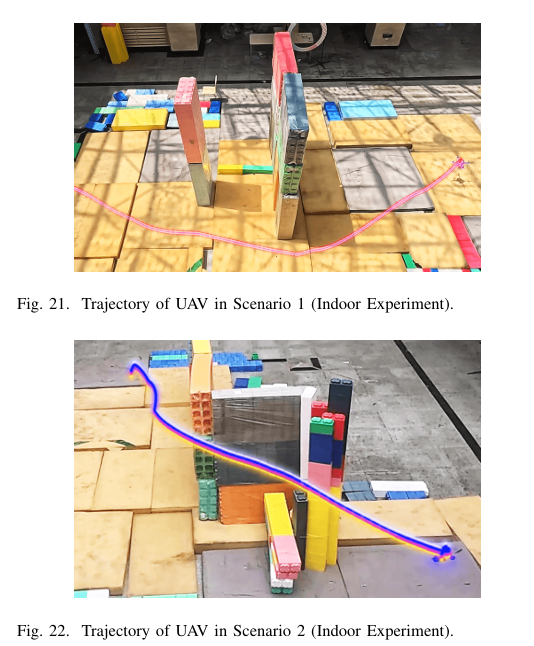 Fig. 21. Trajectory of UAV in Scenario 1 (Indoor Experiment).
Fig. 22. Trajectory of UAV in Scenario 2 (Indoor Experiment).